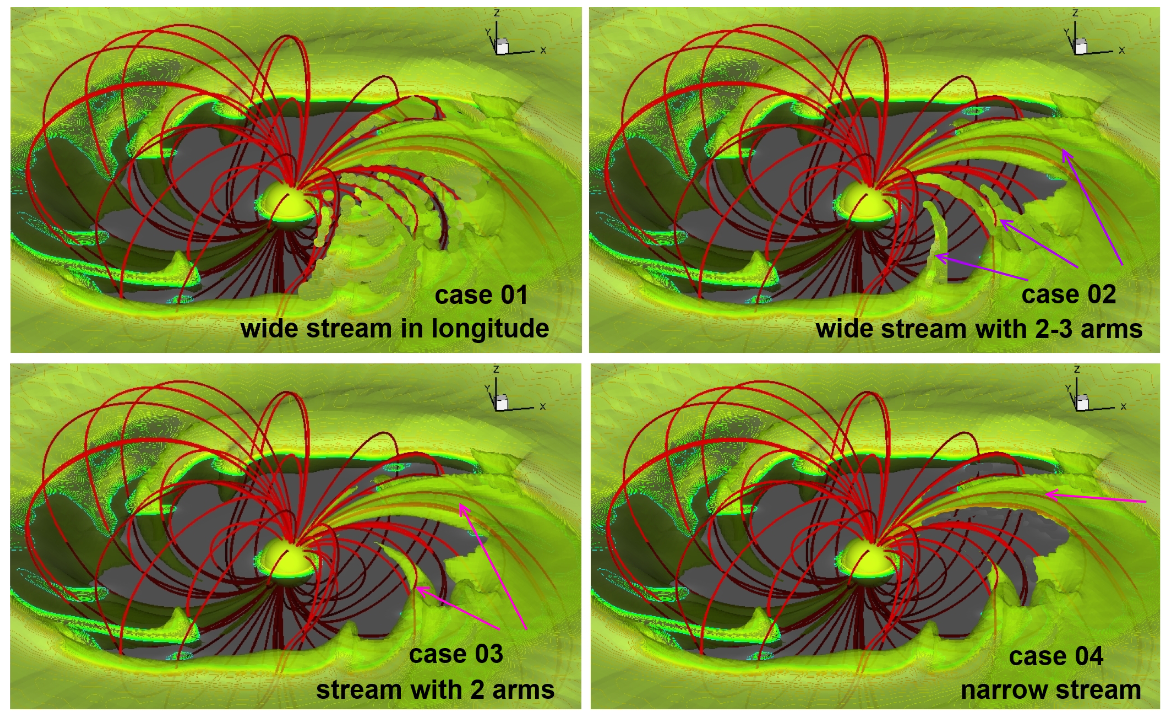 Z
Y
X
case 01
wide stream in longitude
Z
Y
X
case 02
wide stream with 2-3 arms
Z
Y
X
case 03
stream with 2 arms
Z
Y
X
case 04
narrow stream